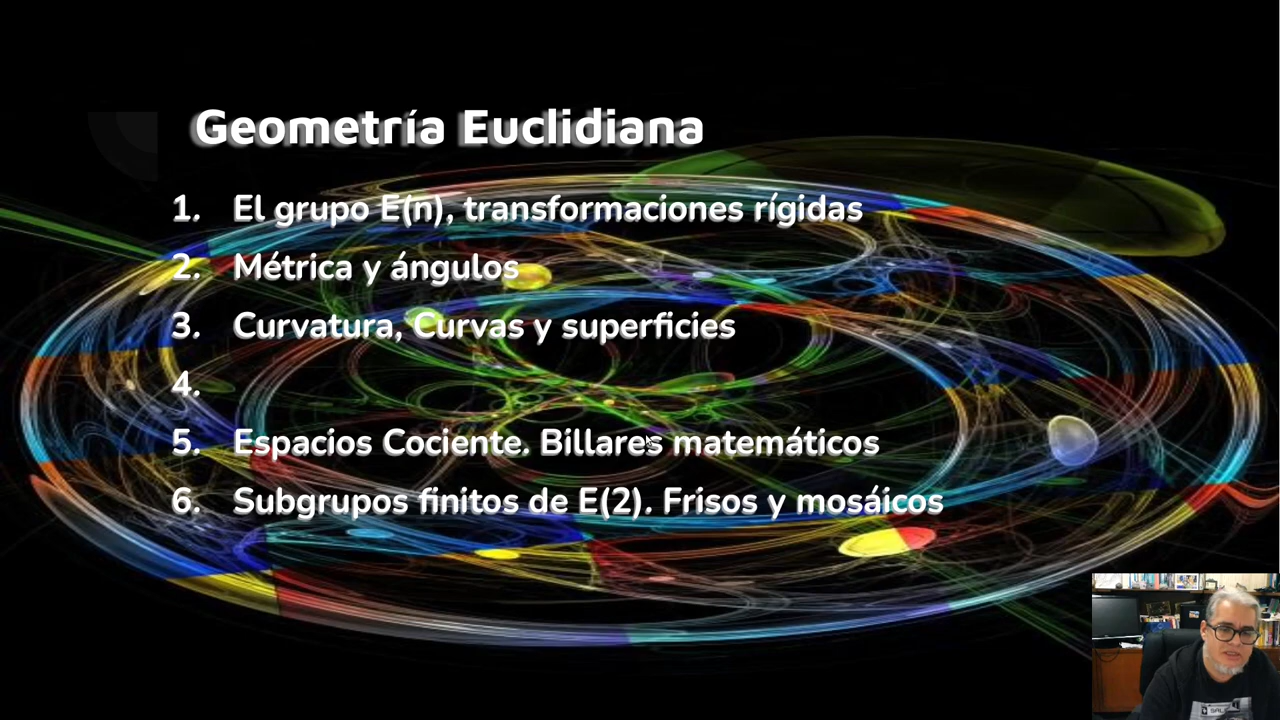 Geometría Euclidiana
1. El grupo E(n), transformaciones rígidas
2. Métrica y ángulos
3. Curvatura, Curvas y superficies
4.
5. Espacios Cociente. Billares matemáticos
6. Subgrupos finitos de E(2). Frisos y mosáicos